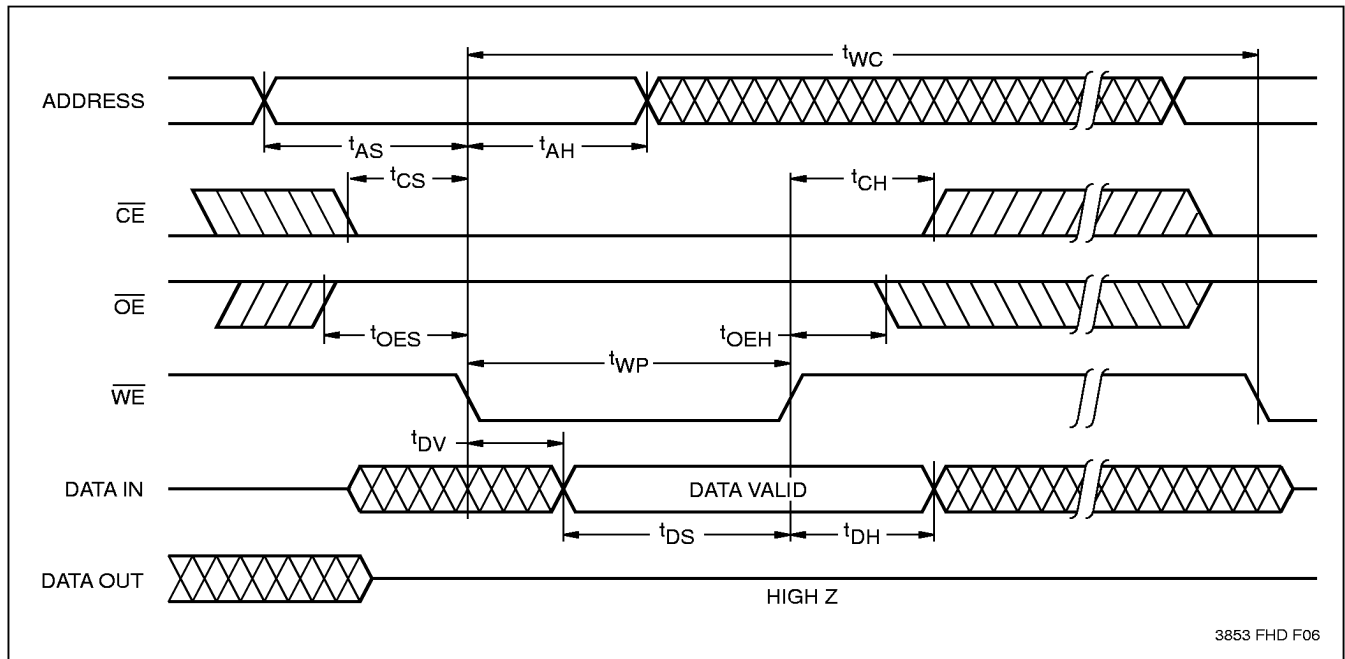 tWC
ADDRESS
tAS
tAH
tCS
tCH
CE
OE
tOES
tOEH
tWP
WE
tDV
DATA IN
DATA VALID
tDS
tDH
DATA OUT
HIGH Z
3853 FHD F06